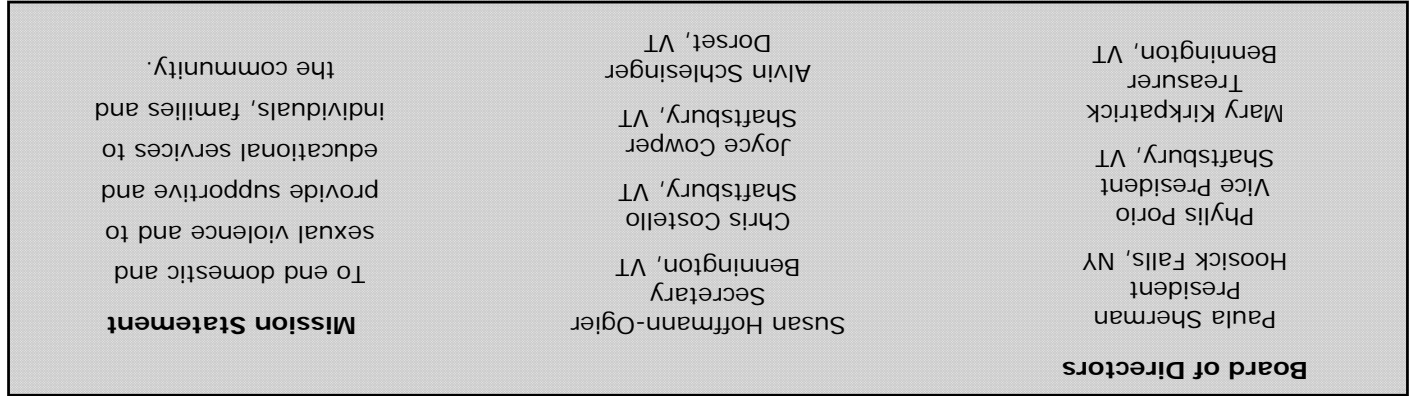 Board of Directors
Paula Sherman
President
Hoosick Falls, NY
Phylis Porio
Vice President
Shaftsbury, VT
Mary Kirkpatrick
Treasurer
Bennington, VT
Susan Hoffmann-Ogier
Secretary
Bennington, VT
Chris Costello
Shaftsbury, VT
Joyce Cowper
Shaftsbury, VT
Alvin Schlesinger
Dorset, VT
Mission Statement
To end domestic and
sexual violence and to
provide supportive and
educational services to
individuals, families and
the community.